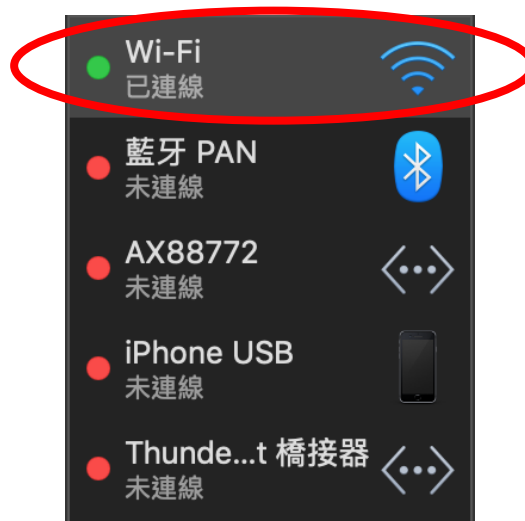 Wi-Fi
已連線
藍牙 PAN
未連線
AX88772
未連線
iPhone USB
未連線
Thunde...t 橋接器
未連線